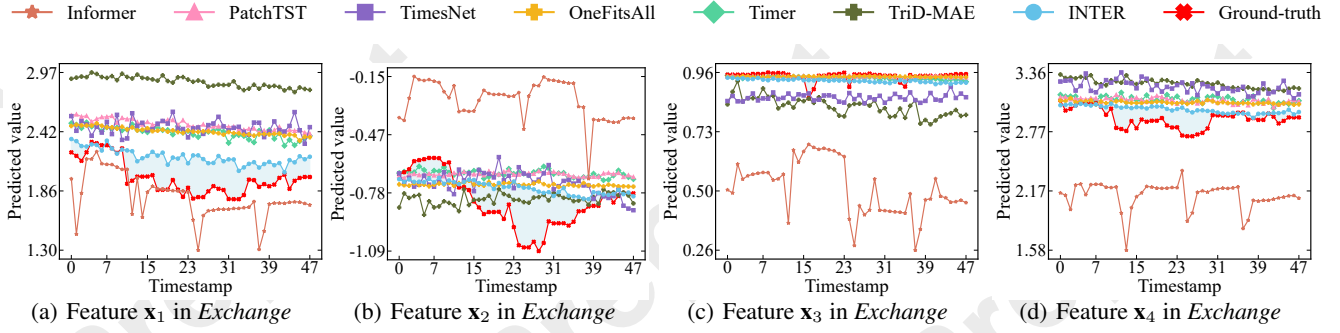 Informer PatchTST TimesNet OneFitsAll Timer TriD-MAE INTER Ground-truth
Predicted value
2.97
2.42
1.86
1.30
0 7 15 23 31 39 47
Timestamp
(a) Feature x₁ in Exchange
Predicted value
-0.15
-0.47
-0.78
-1.09
0 7 15 23 31 39 47
Timestamp
(b) Feature x₂ in Exchange
Predicted value
0.96
0.73
0.50
0.26
0 7 15 23 31 39 47
Timestamp
(c) Feature x₃ in Exchange
Predicted value
3.36
2.77
2.17
1.58
0 7 15 23 31 39 47
Timestamp
(d) Feature x₄ in Exchange